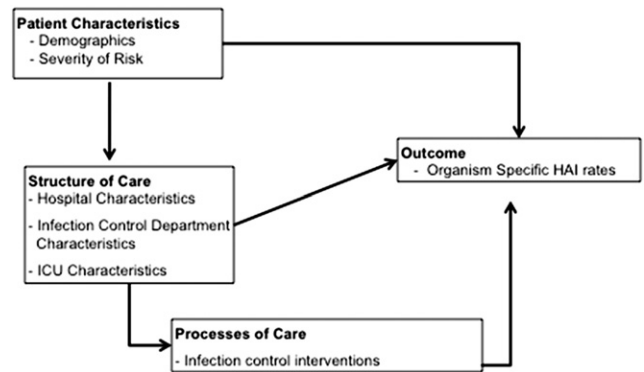 Patient Characteristics
- Demographics
- Severity of Risk
Outcome
- Organism Specific HAI rates
Structure of Care
- Hospital Characteristics
- Infection Control Department
Characteristics
- ICU Characteristics
Processes of Care
- Infection control interventions